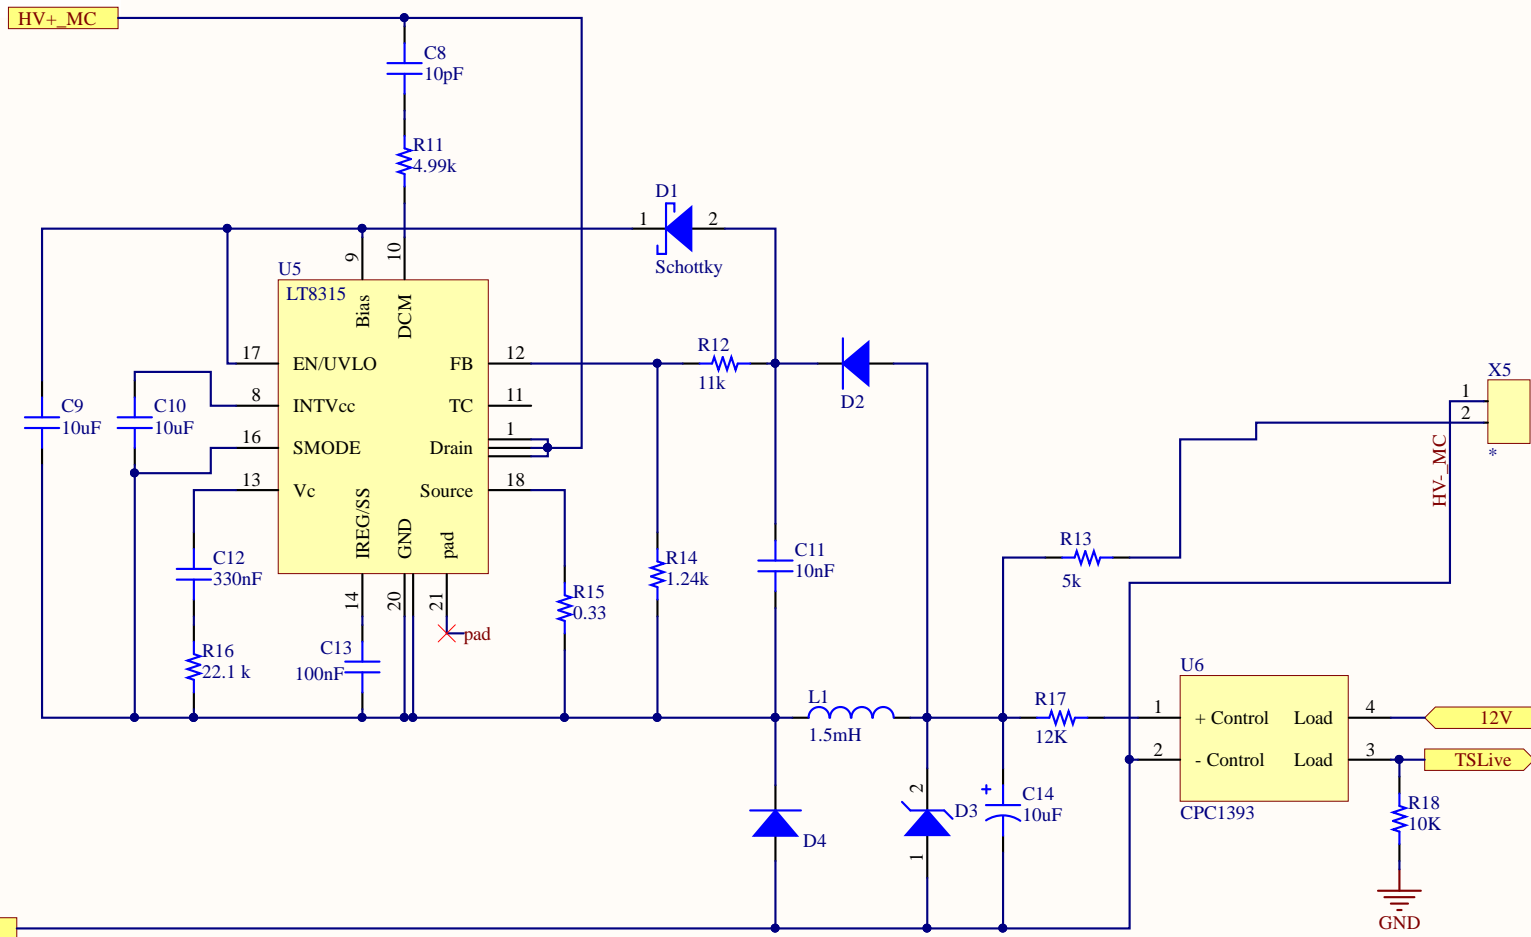 HV+_MC
C8
10pF
R11
4.99k
D1
1
2
Schottky
9
10
U5
LT8315
Bias
DCM
17
EN/UVLO
FB
12
R12
11k
D2
8
INTVcc
TC
11
C9
10uF
C10
10uF
16
SMODE
Drain
1
13
Vc
Source
18
IREG/SS
GND
pad
14
20
21
pad
C12
330nF
R16
22.1 k
C13
100nF
R15
0.33
R14
1.24k
C11
10nF
X5
1
2
*
HV-_MC
R13
5k
L1
1.5mH
R17
12K
U6
1
+ Control
Load
4
12V
2
- Control
Load
3
TSLive
CPC1393
D4
2
D3
1
+
C14
10uF
R18
10K
GND